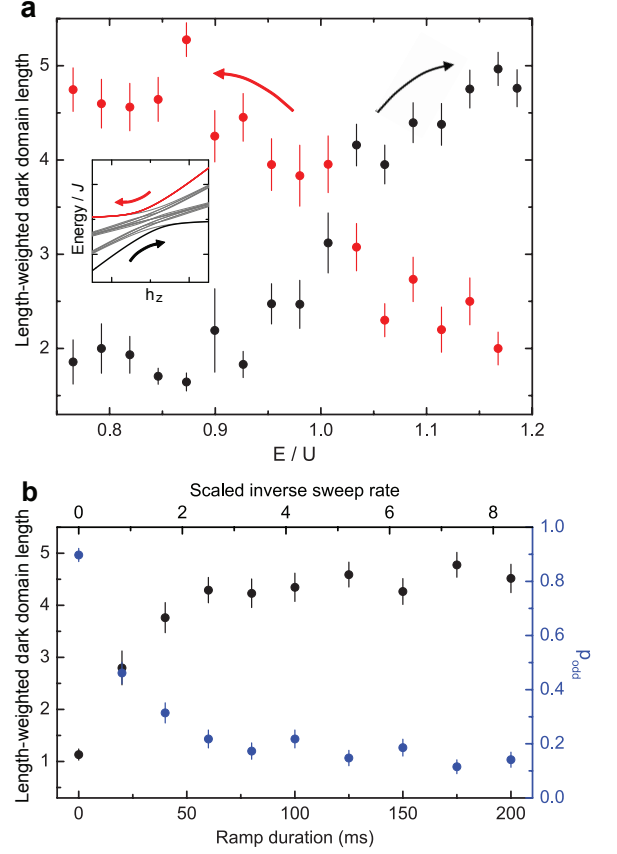 a
Length-weighted dark domain length
5
4
3
2
Energy / J
h_z
0.8 0.9 1.0 1.1 1.2
E / U
b
Scaled inverse sweep rate
0 2 4 6 8
Length-weighted dark domain length
5
4
3
2
1
1.0
0.8
0.6
0.4
0.2
0.0
p_odd
0 50 100 150 200
Ramp duration (ms)